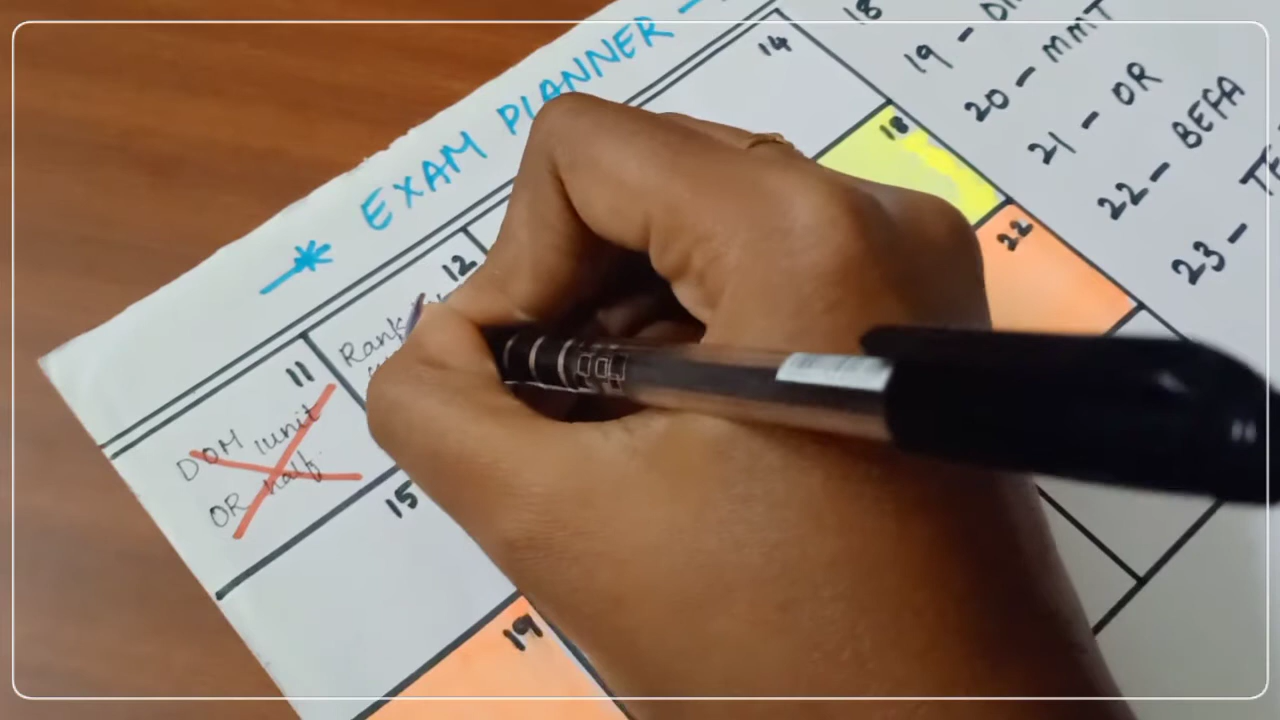 EXAM PLANNER
14
18
22
12
Rank
11
DOM 1unit
OR half.
15
19
18
19 - DM
20 - MMT
21 - OR
22 - BEFA
23 -